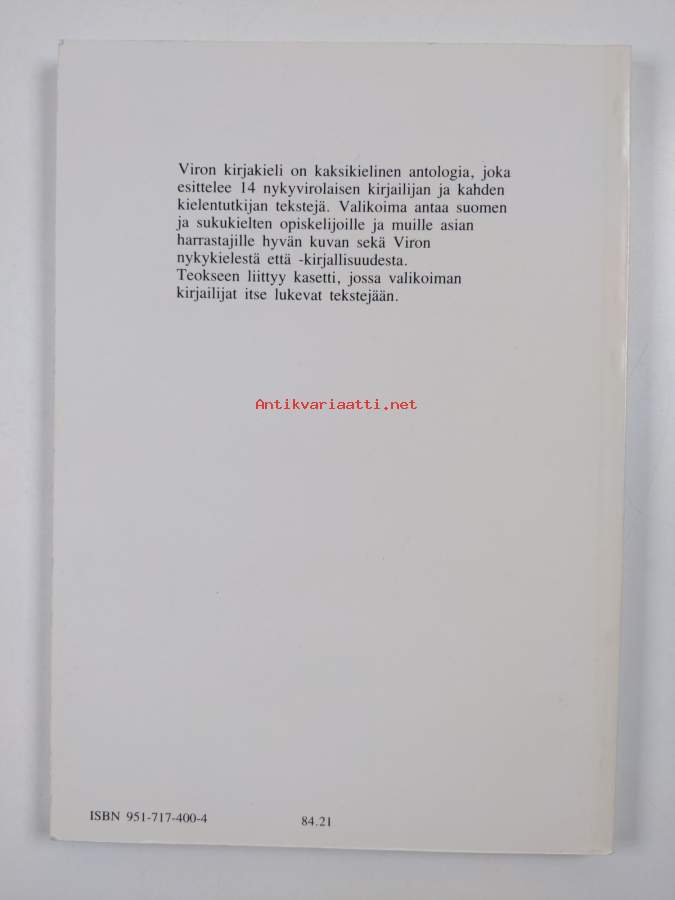 Viron kirjakieli on kaksikielinen antologia, joka
esittelee 14 nykyvirolaisen kirjailijan ja kahden
kielentutkijan tekstejä. Valikoima antaa suomen
ja sukukielten opiskelijoille ja muille asian
harrastajille hyvän kuvan sekä Viron
nykykielestä että -kirjallisuudesta.
Teokseen liittyy kasetti, jossa valikoiman
kirjailijat itse lukevat tekstejään.
Antikvariaatti.net
ISBN 951-717-400-4
84.21